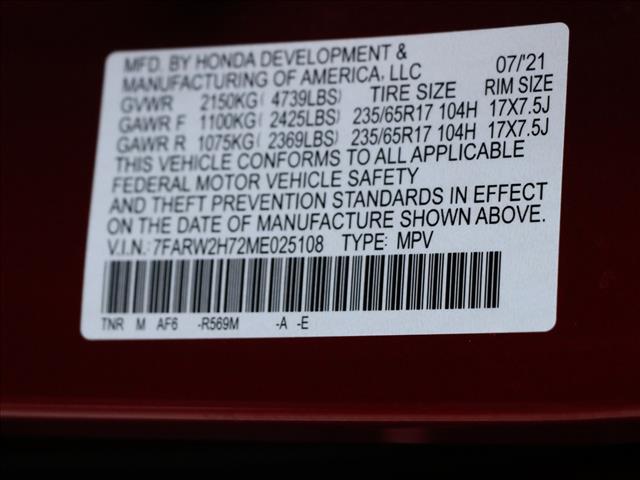 MFD. BY HONDA DEVELOPMENT & 07/'21
MANUFACTURING OF AMERICA, LLC
GVWR 2150KG( 4739LBS) TIRE SIZE RIM SIZE
GAWR F 1100KG( 2425LBS) 235/65R17 104H 17X7.5J
GAWR R 1075KG( 2369LBS) 235/65R17 104H 17X7.5J
THIS VEHICLE CONFORMS TO ALL APPLICABLE
FEDERAL MOTOR VEHICLE SAFETY
AND THEFT PREVENTION STANDARDS IN EFFECT
ON THE DATE OF MANUFACTURE SHOWN ABOVE.
V.I.N.: 7FARW2H72ME025108 TYPE: MPV
TNR M AF6 -R569M -A -E